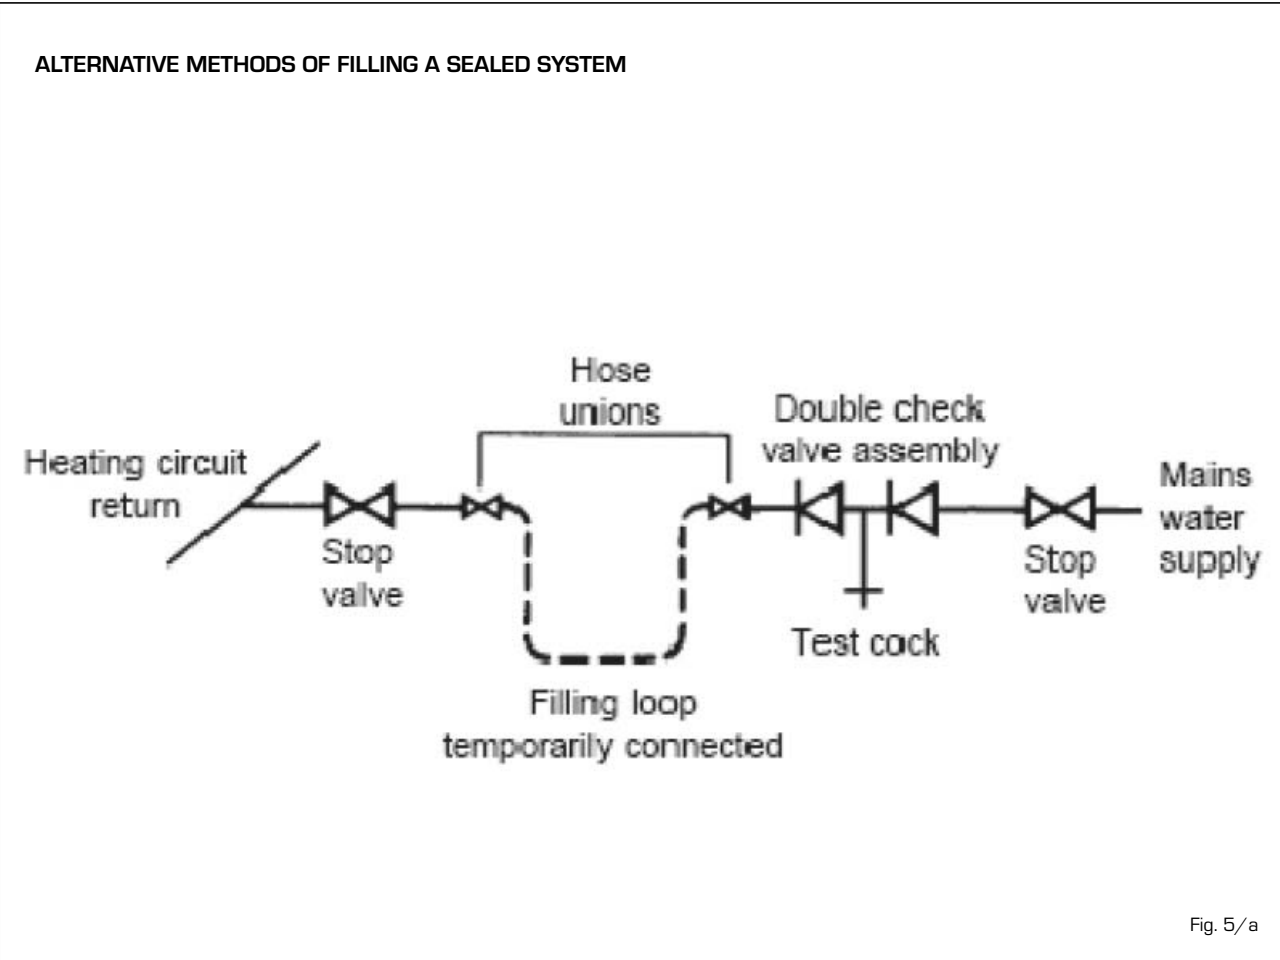 ALTERNATIVE METHODS OF FILLING A SEALED SYSTEM
Hose
unions
Double check
valve assembly
Heating circuit
return
Mains
water
supply
Stop
valve
Stop
valve
Test cock
Filling loop
temporarily connected
Fig. 5/a